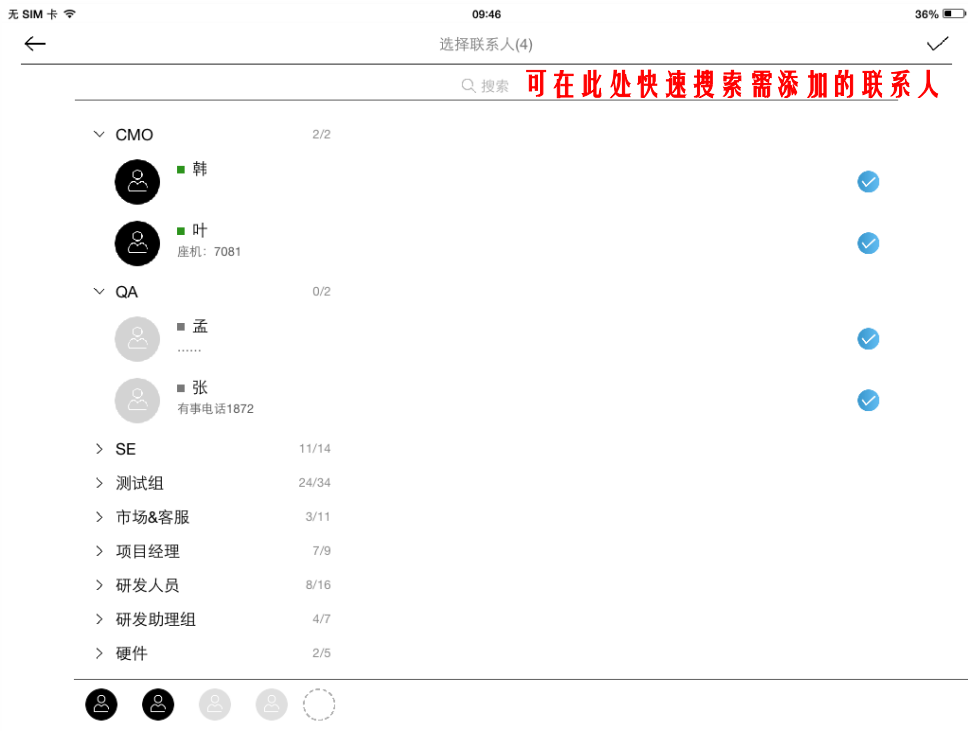 无 SIM 卡 09:46 36%
选择联系人(4)
搜索 可在此处快速搜索需添加的联系人
CMO 2/2
韩
叶
座机：7081
QA 0/2
孟
······
张
有事电话1872
SE 11/14
测试组 24/34
市场&客服 3/11
项目经理 7/9
研发人员 8/16
研发助理组 4/7
硬件 2/5